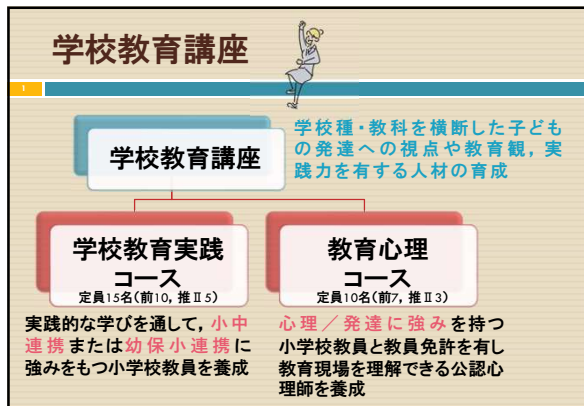 学校教育講座
1
学校教育講座
学校種・教科を横断した子ども
の発達への視点や教育観，実
践力を有する人材の育成
学校教育実践
コース
定員15名(前10，推Ⅱ5)
実践的な学びを通して，小中
連携または幼保小連携に
強みをもつ小学校教員を養成
教育心理
コース
定員10名(前7，推Ⅱ3)
心理／発達に強みを持つ
小学校教員と教員免許を有し
教育現場を理解できる公認心
理師を養成